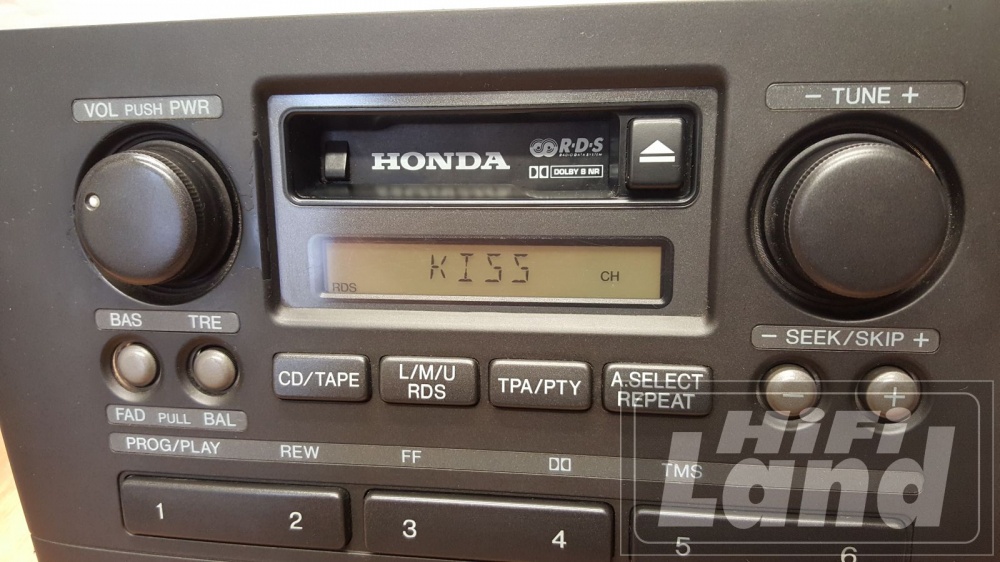 VOL PUSH PWR
− TUNE +
HONDA
R·D·S
DOLBY B NR
KISS
RDS
CH
BAS TRE
− SEEK/SKIP +
CD/TAPE
L/M/U
RDS
TPA/PTY
A.SELECT
REPEAT
− +
FAD PULL BAL
PROG/PLAY REW FF TMS
1 2 3 4 5 6
HiFi
Land